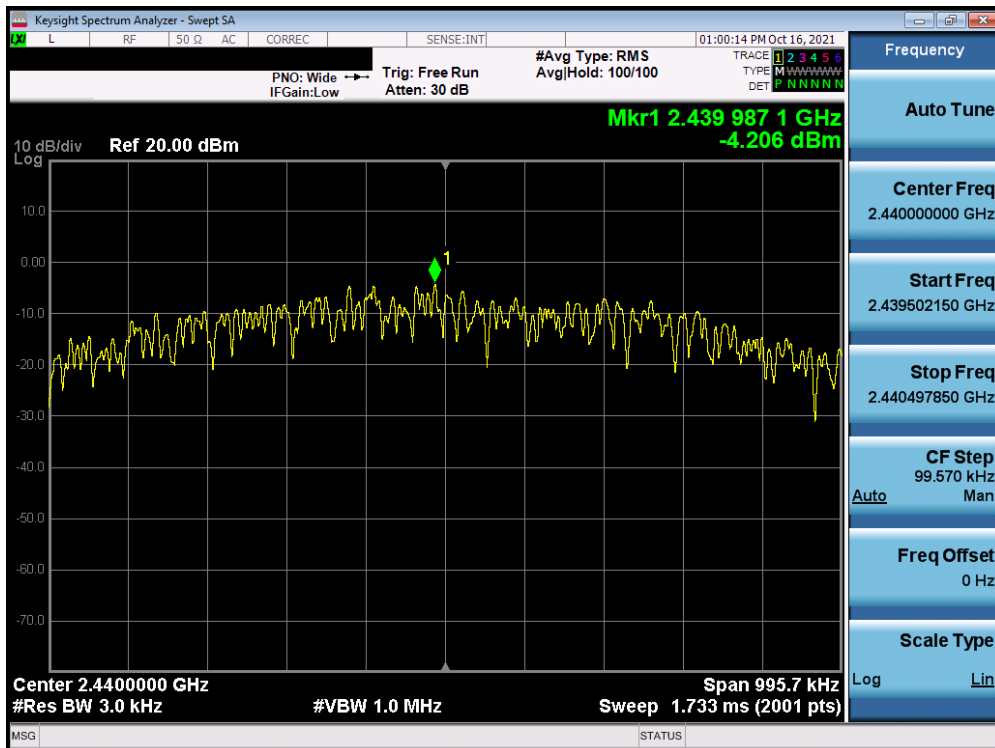 Keysight Spectrum Analyzer - Swept SA
LXI L RF 50 Ω AC CORREC SENSE:INT 01:00:14 PM Oct 16, 2021
PNO: Wide
IFGain:Low
Trig: Free Run
Atten: 30 dB
#Avg Type: RMS
Avg|Hold: 100/100
TRACE 1 2 3 4 5 6
TYPE M WWWWW
DET P N N N N N
Mkr1 2.439 987 1 GHz
-4.206 dBm
10 dB/div Ref 20.00 dBm
Log
10.0
0.00
-10.0
-20.0
-30.0
-40.0
-50.0
-60.0
-70.0
1
Center 2.4400000 GHz Span 995.7 kHz
#Res BW 3.0 kHz #VBW 1.0 MHz Sweep 1.733 ms (2001 pts)
MSG STATUS
Frequency
Auto Tune
Center Freq
2.440000000 GHz
Start Freq
2.439502150 GHz
Stop Freq
2.440497850 GHz
CF Step
99.570 kHz
Auto Man
Freq Offset
0 Hz
Scale Type
Log Lin